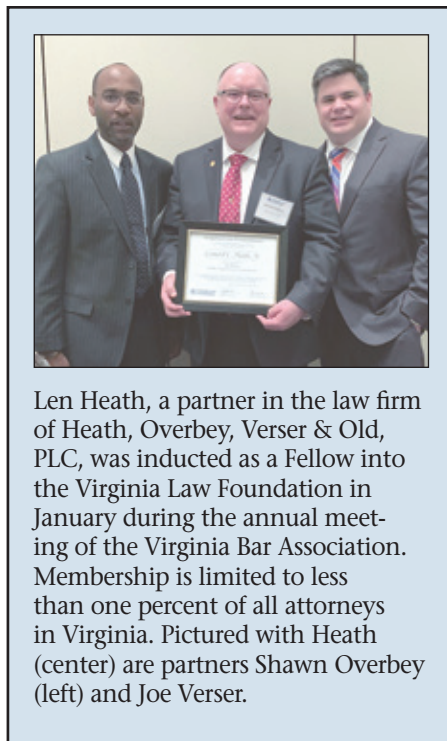 Len Heath, a partner in the law firm
of Heath, Overbey, Verser & Old,
PLC, was inducted as a Fellow into
the Virginia Law Foundation in
January during the annual meet-
ing of the Virginia Bar Association.
Membership is limited to less
than one percent of all attorneys
in Virginia. Pictured with Heath
(center) are partners Shawn Overbey
(left) and Joe Verser.